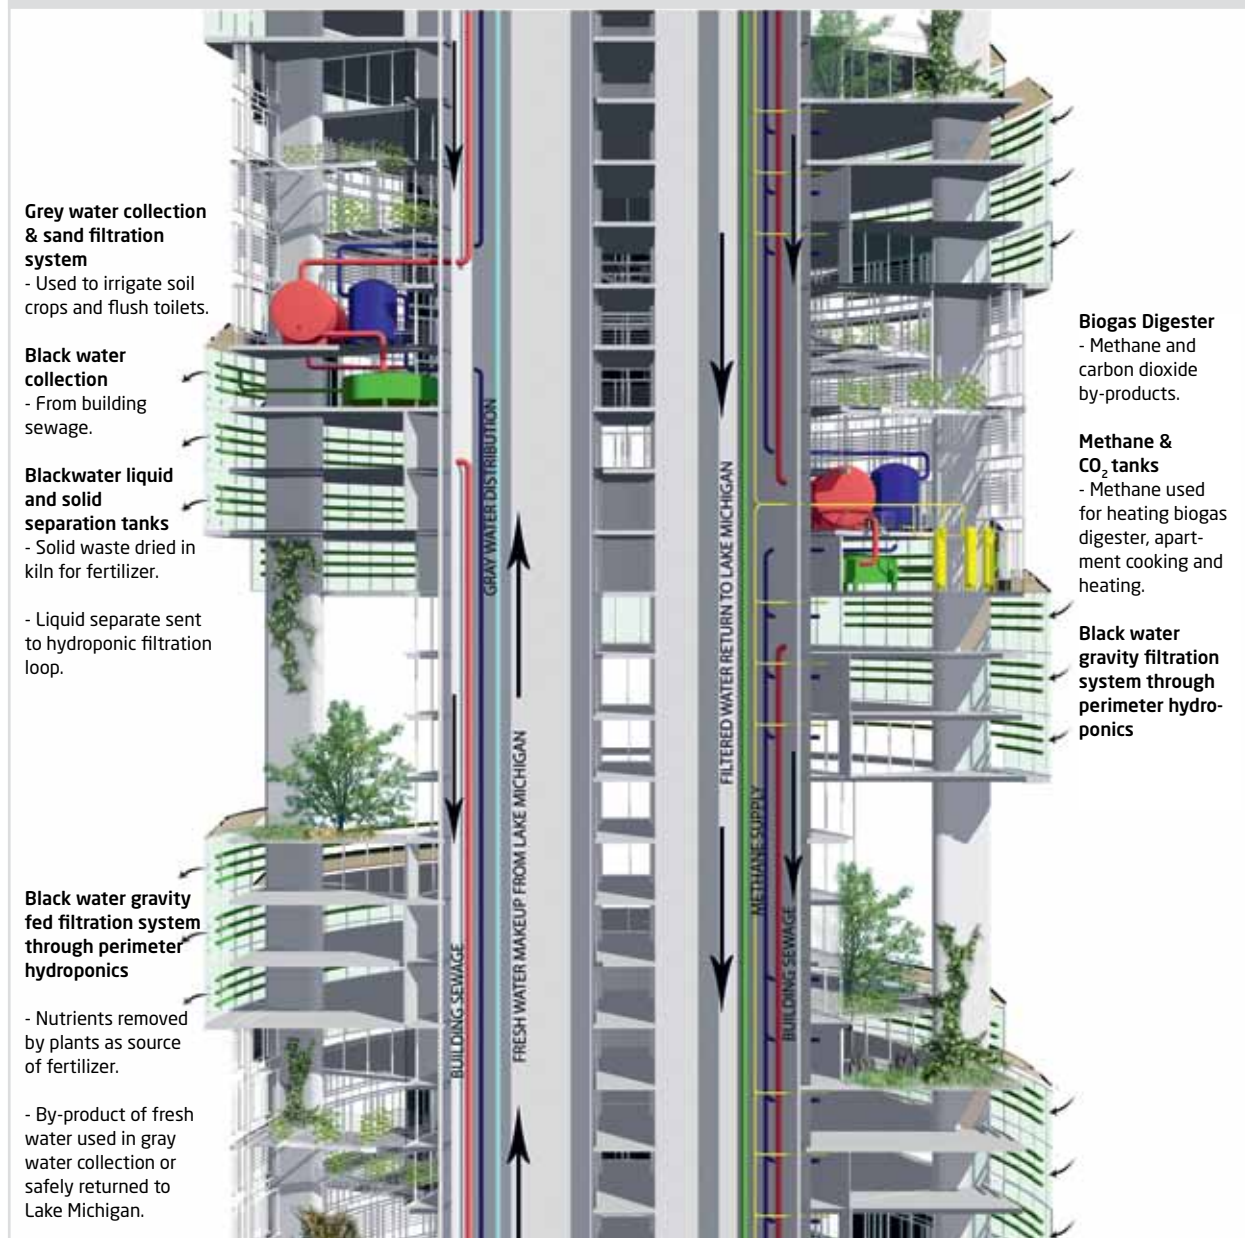 Grey water collection
& sand filtration
system
- Used to irrigate soil
crops and flush toilets.
Black water
collection
- From building
sewage.
Blackwater liquid
and solid
separation tanks
- Solid waste dried in
kiln for fertilizer.
- Liquid separate sent
to hydroponic filtration
loop.
Black water gravity
fed filtration system
through perimeter
hydroponics
- Nutrients removed
by plants as source
of fertilizer.
- By-product of fresh
water used in gray
water collection or
safely returned to
Lake Michigan.
BUILDING SEWAGE
GRAY WATER DISTRIBUTION
FRESH WATER MAKEUP FROM LAKE MICHIGAN
FILTERED WATER RETURN TO LAKE MICHIGAN
METHANE SUPPLY
BUILDING SEWAGE
Biogas Digester
- Methane and
carbon dioxide
by-products.
Methane &
CO2 tanks
- Methane used
for heating biogas
digester, apart-
ment cooking and
heating.
Black water
gravity filtration
system through
perimeter hydro-
ponics